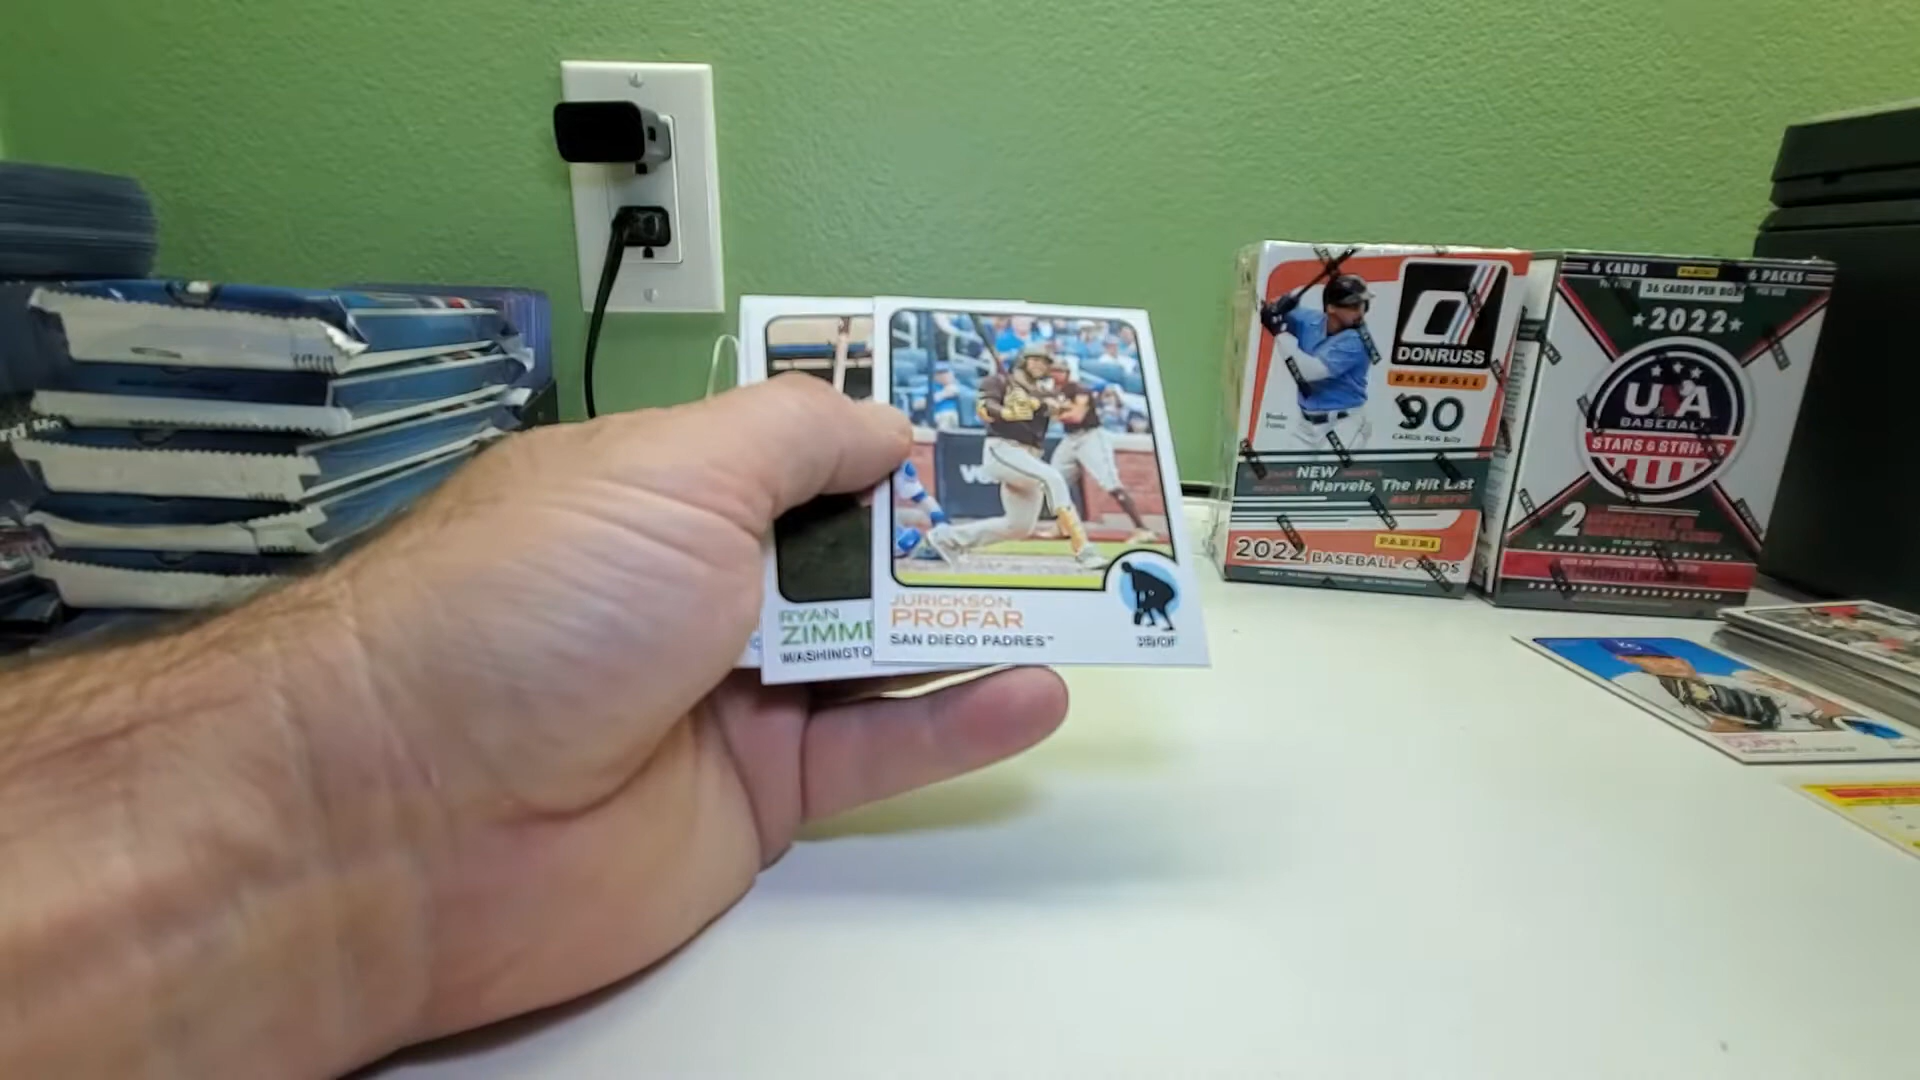 JURICKSON
PROFAR
SAN DIEGO PADRES™
2B/OF
RYAN
ZIMME
WASHINGTO
DONRUSS
BASEBALL
90
CARDS PER BOX
NEW
Marvels, The Hit List
and more!
PANINI
2022 BASEBALL CARDS
6 CARDS
PANINI
6 PACKS
36 CARDS PER BOX
★2022★
USA
BASEBALL
STARS & STRIPES
2
DUFFY